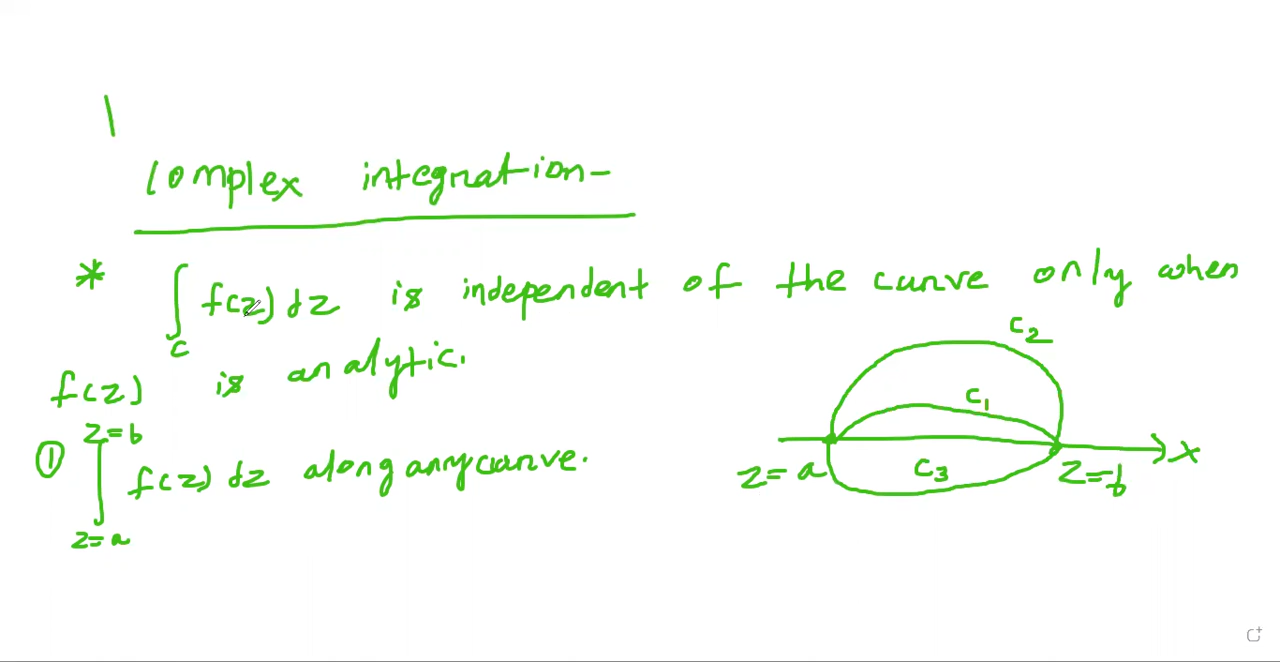 Complex integration-
* ∫_C f(z) dz is independent of the curve only when
f(z) is analytic.
① ∫_{z=a}^{z=b} f(z) dz along any curve.
C₂
C₁
C₃
z=a
z=b
X